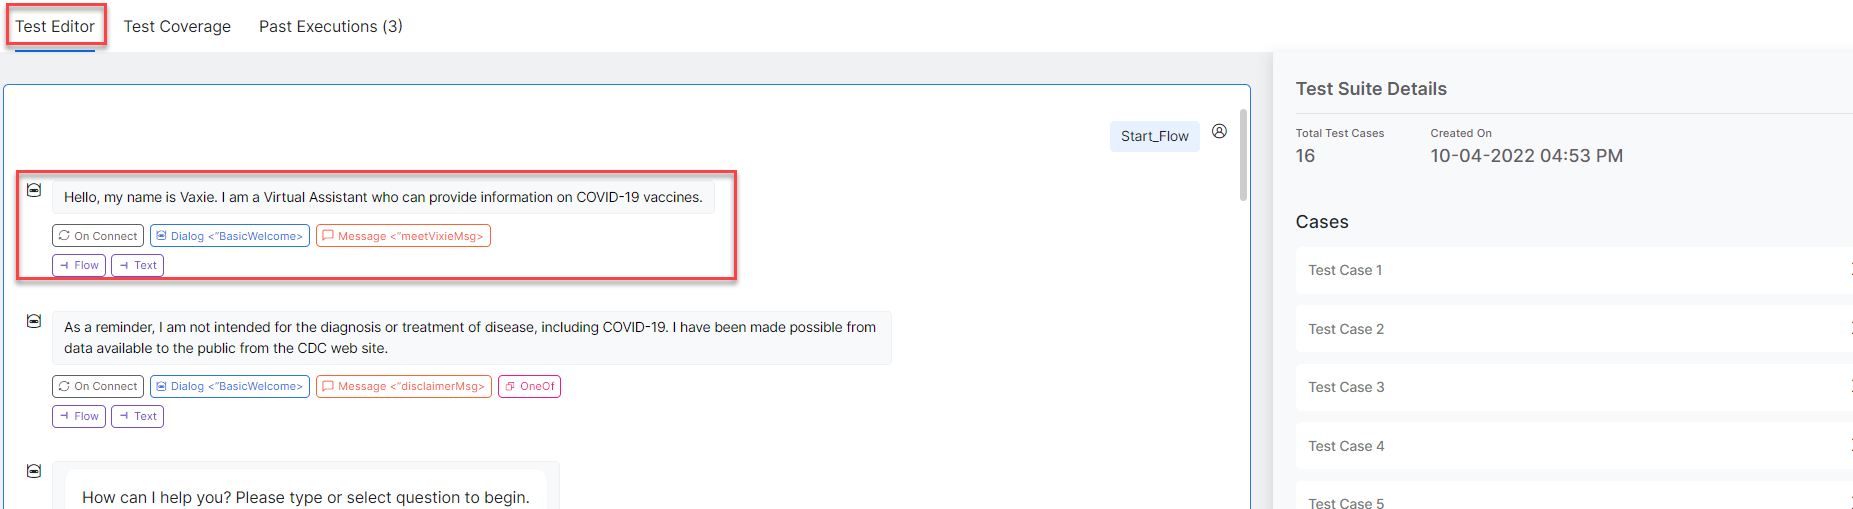 Test Editor Test Coverage Past Executions (3)
Start_Flow
Hello, my name is Vaxie. I am a Virtual Assistant who can provide information on COVID-19 vaccines.
On Connect Dialog <"BasicWelcome> Message <"meetVixieMsg>
Flow Text
As a reminder, I am not intended for the diagnosis or treatment of disease, including COVID-19. I have been made possible from
data available to the public from the CDC web site.
On Connect Dialog <"BasicWelcome> Message <"disclaimerMsg> OneOf
Flow Text
How can I help you? Please type or select question to begin.
Test Suite Details
Total Test Cases Created On
16 10-04-2022 04:53 PM
Cases
Test Case 1
Test Case 2
Test Case 3
Test Case 4
Test Case 5